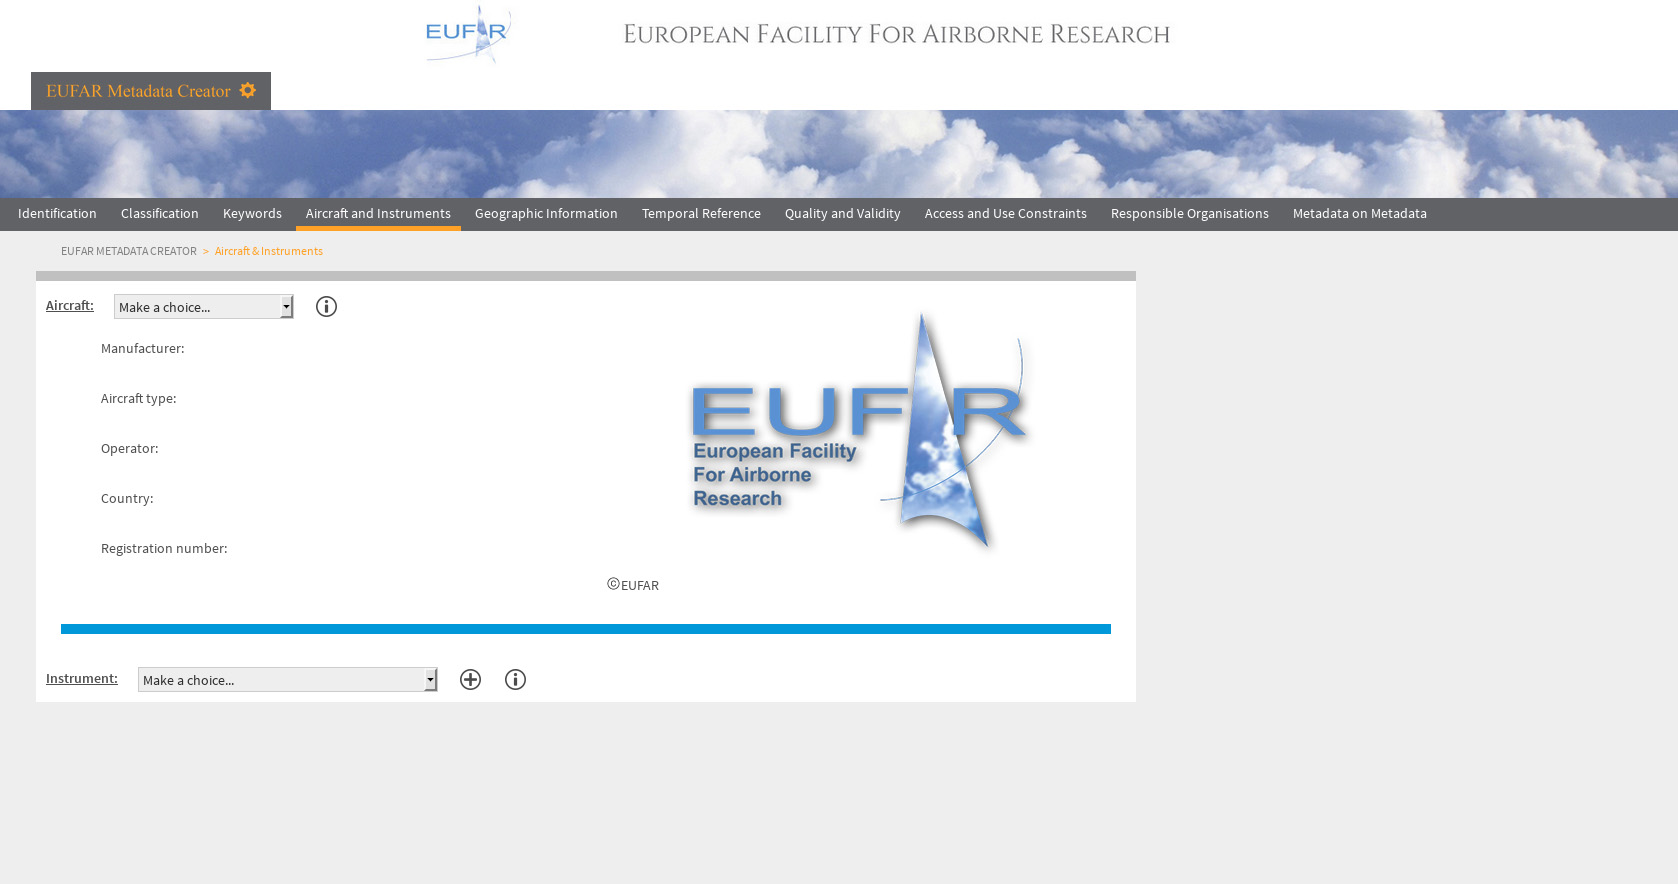 EUFAR
European Facility For Airborne Research
EUFAR Metadata Creator
Identification Classification Keywords Aircraft and Instruments Geographic Information Temporal Reference Quality and Validity Access and Use Constraints Responsible Organisations Metadata on Metadata
EUFAR METADATA CREATOR > Aircraft & Instruments
Aircraft: Make a choice...
Manufacturer:
Aircraft type:
Operator:
Country:
Registration number:
EUFAR
European Facility
For Airborne
Research
©EUFAR
Instrument: Make a choice...